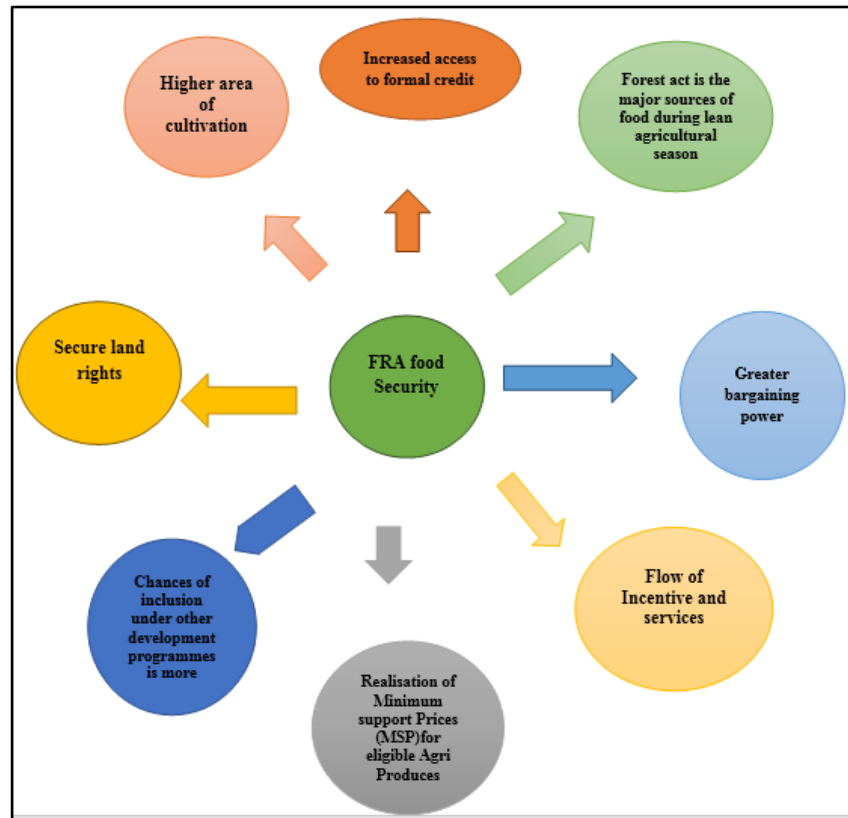 Increased access
to formal credit
Higher area
of
cultivation
Forest act is the
major sources of
food during lean
agricultural
season
Secure land
rights
FRA food
Security
Greater
bargaining
power
Chances of
inclusion
under other
development
programmes
is more
Flow of
Incentive and
services
Realisation of
Minimum
support Prices
(MSP)for
eligible Agri
Produces